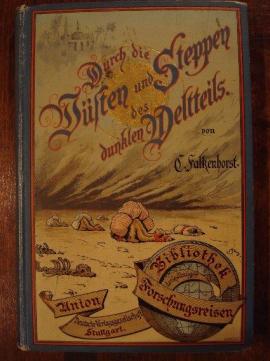 Durch die
Wüsten und Steppen
des
dunklen Weltteils.
von
C. Falkenhorst.
Bibliothek
Forschungsreisen
Union
Deutsche Verlagsgesellschaft
Stuttgart.